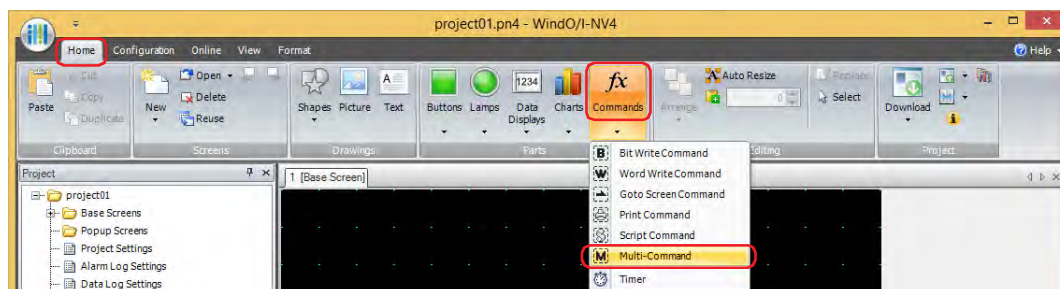 project01.pn4 - WindO/I-NV4
Home Configuration Online View Format Help
Paste Cut Copy Duplicate
New Open Delete Reuse
Shapes Picture Text
A
Buttons Lamps Data Displays Charts Commands
1234
fx
Arrange Auto Resize 0 Replace Select
Download
Clipboard Screens Drawings Parts Editing Project
Project
1 [Base Screen]
project01
Base Screens
Popup Screens
Project Settings
Alarm Log Settings
Data Log Settings
B Bit Write Command
W Word Write Command
Goto Screen Command
Print Command
S Script Command
M Multi-Command
Timer